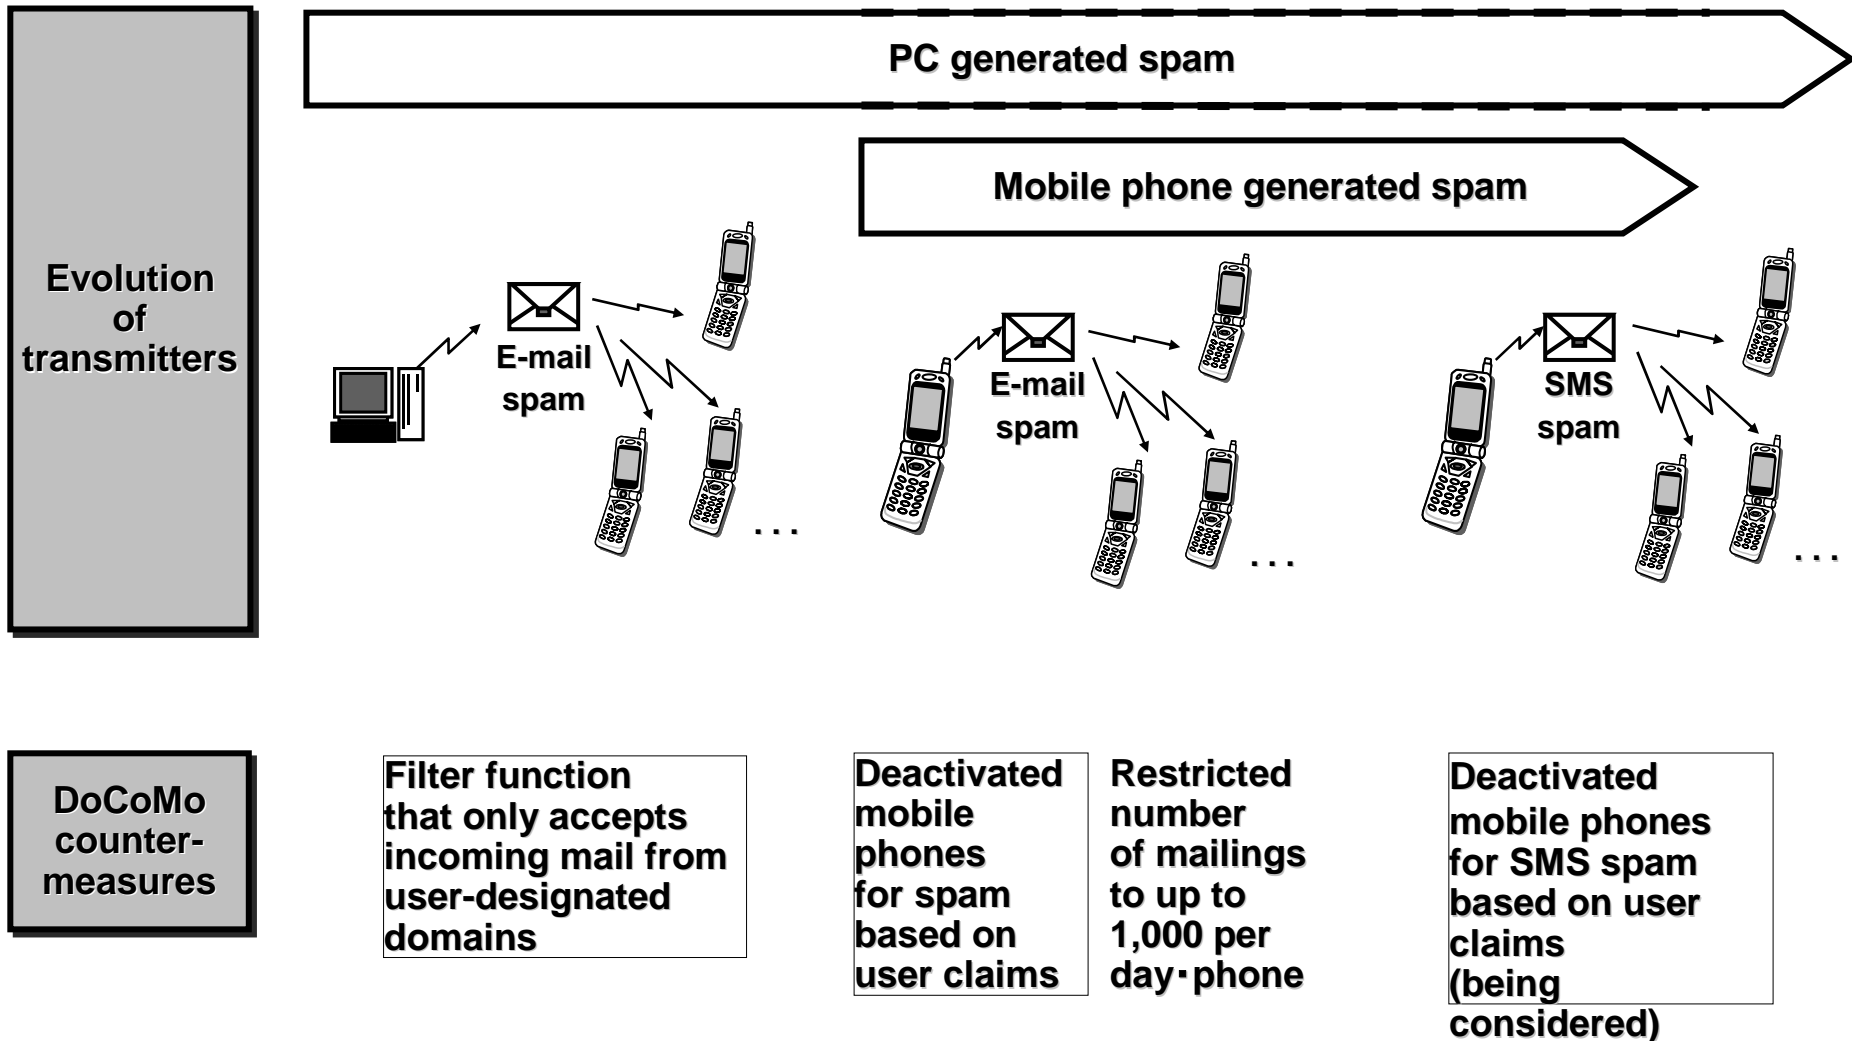 PC generated spam
Mobile phone generated spam
Evolution
of
transmitters
E-mail
spam
. . .
E-mail
spam
. . .
SMS
spam
. . .
DoCoMo
counter-
measures
Filter function
that only accepts
incoming mail from
user-designated
domains
Deactivated
mobile
phones
for spam
based on
user claims
Restricted
number
of mailings
to up to
1,000 per
day･phone
Deactivated
mobile phones
for SMS spam
based on user
claims
(being
considered)